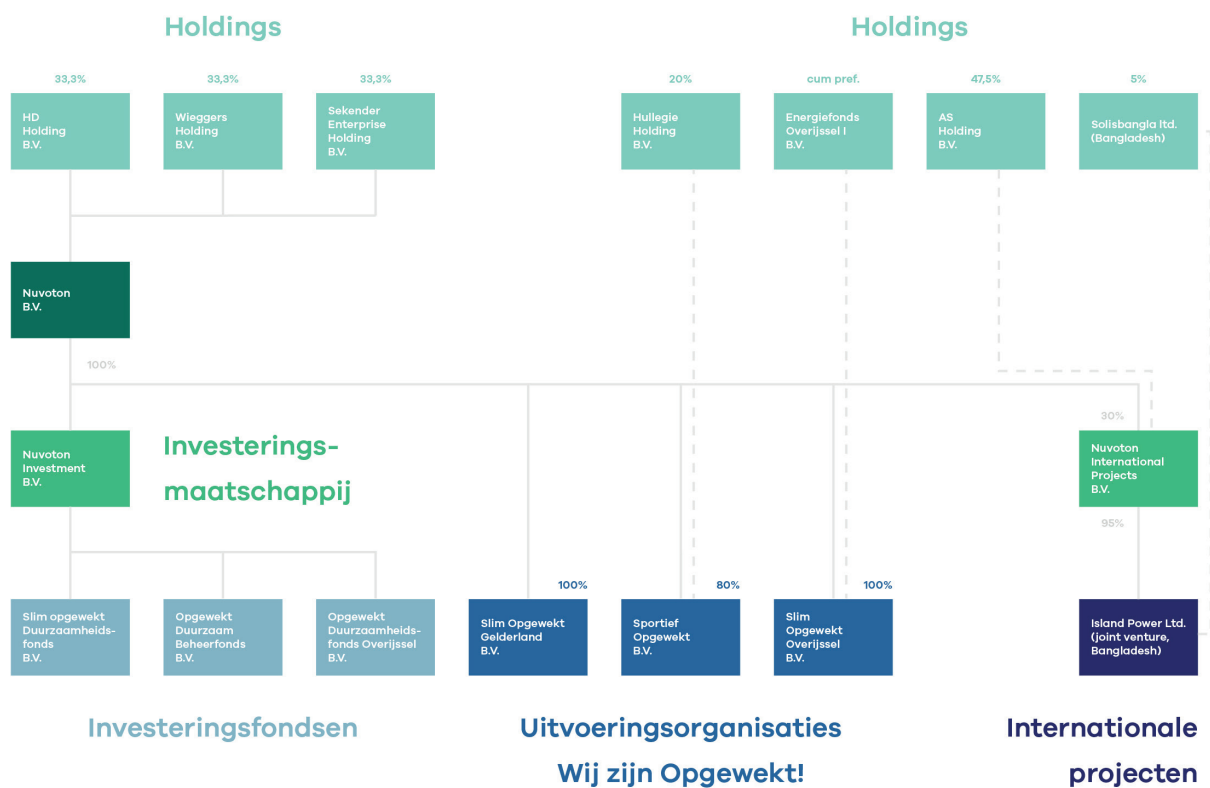 Holdings
Holdings
33,3%
33,3%
33,3%
20%
cum pref.
47,5%
5%
HD
Holding
B.V.
Wieggers
Holding
B.V.
Sekender
Enterprise
Holding
B.V.
Hullegie
Holding
B.V.
Energiefonds
Overijssel I
B.V.
AS
Holding
B.V.
Solisbangla ltd.
(Bangladesh)
Nuvoton
B.V.
100%
30%
Nuvoton
Investment
B.V.
Investerings-
maatschappij
Nuvoton
International
Projects
B.V.
95%
100%
80%
100%
Slim opgewekt
Duurzaamheids-
fonds
B.V.
Opgewekt
Duurzaam
Beheerfonds
B.V.
Opgewekt
Duurzaamheids-
fonds Overijssel
B.V.
Slim Opgewekt
Gelderland
B.V.
Sportief
Opgewekt
B.V.
Slim
Opgewekt
Overijssel
B.V.
Island Power Ltd.
(joint venture,
Bangladesh)
Investeringsfondsen
Uitvoeringsorganisaties
Wij zijn Opgewekt!
Internationale
projecten